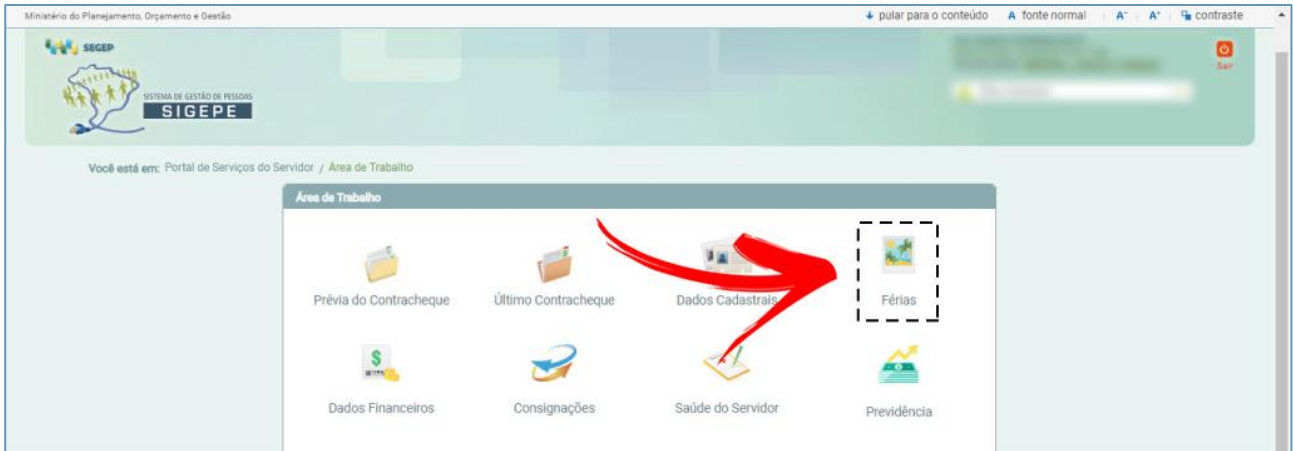 Ministério do Planejamento, Orçamento e Gestão
pular para o conteúdo A fonte normal A- A+ contraste
SEGEP
Sair
SISTEMA DE GESTÃO DE PESSOAS
SIGEPE
Você está em: Portal de Serviços do Servidor / Área de Trabalho
Área de Trabalho
Prévia do Contracheque Último Contracheque Dados Cadastrais Férias
Dados Financeiros Consignações Saúde do Servidor Previdência